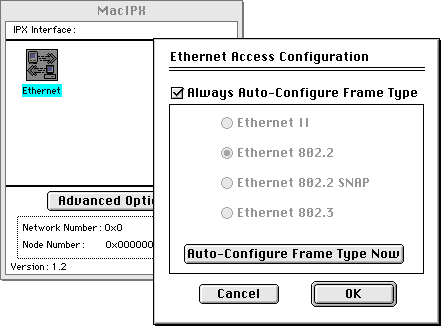 MacIPX
IPX Interface:
Ethernet
Advanced Optio
Network Number: 0x0
Node Number: 0x000000
Version: 1.2
Ethernet Access Configuration
Always Auto-Configure Frame Type
Ethernet II
Ethernet 802.2
Ethernet 802.2 SNAP
Ethernet 802.3
Auto-Configure Frame Type Now
Cancel
OK